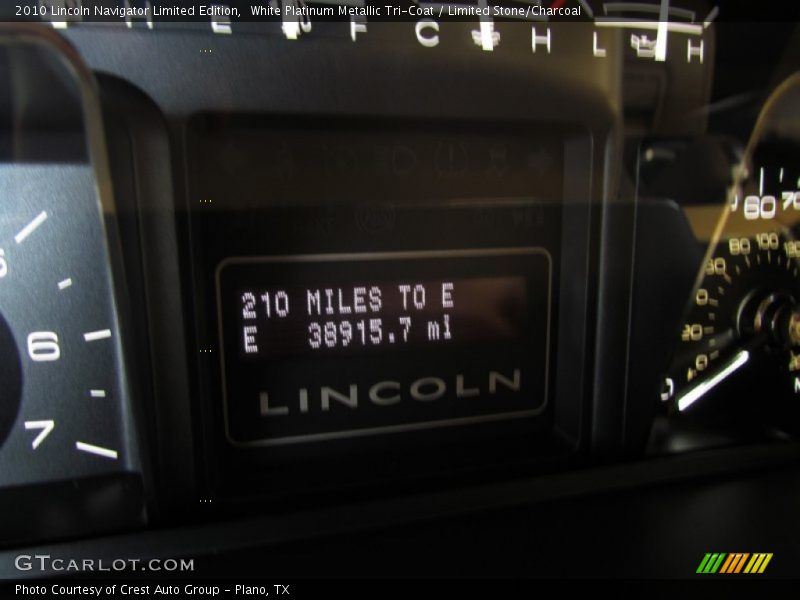 2010 Lincoln Navigator Limited Edition,  White Platinum Metallic Tri-Coat / Limited Stone/Charcoal
E F C H L H
210 MILES TO E
E 38915.7 mi
LINCOLN
6
7
60 70
80 100
GTCARLOT.COM
Photo Courtesy of Crest Auto Group - Plano, TX